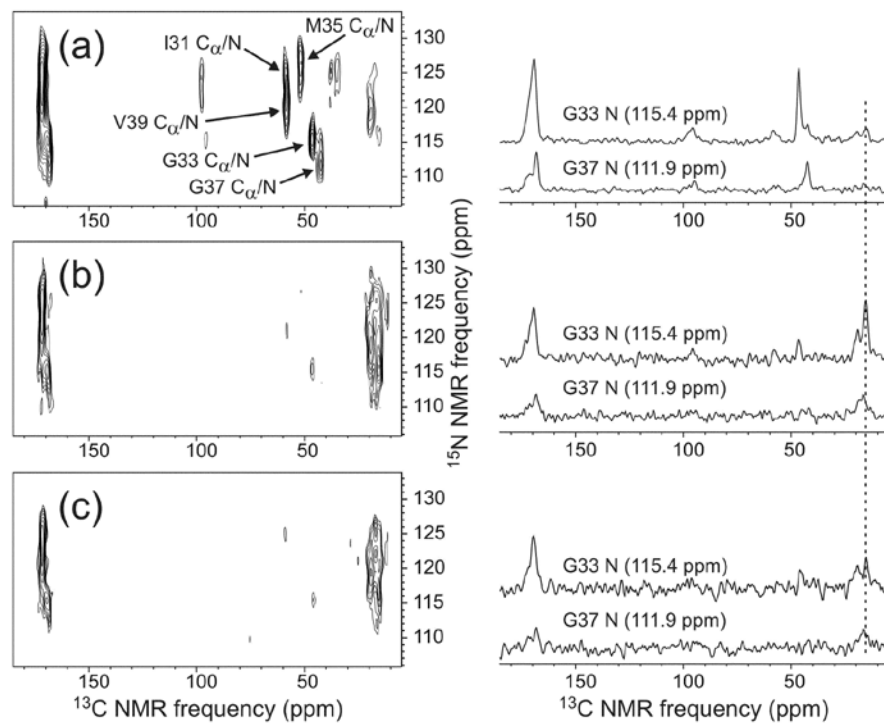 (a)
I31 Cα/N
M35 Cα/N
V39 Cα/N
G33 Cα/N
G37 Cα/N
130
125
120
115
110
150
100
50
G33 N (115.4 ppm)
G37 N (111.9 ppm)
150
100
50
(b)
130
125
120
115
110
150
100
50
15N NMR frequency (ppm)
G33 N (115.4 ppm)
G37 N (111.9 ppm)
150
100
50
(c)
130
125
120
115
110
150
100
50
13C NMR frequency (ppm)
G33 N (115.4 ppm)
G37 N (111.9 ppm)
150
100
50
13C NMR frequency (ppm)